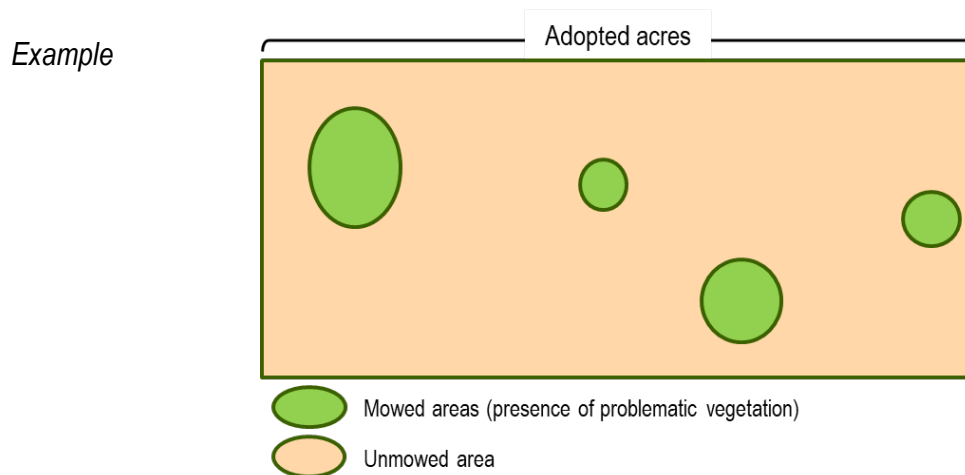 Adopted acres
Example
Mowed areas (presence of problematic vegetation)
Unmowed area